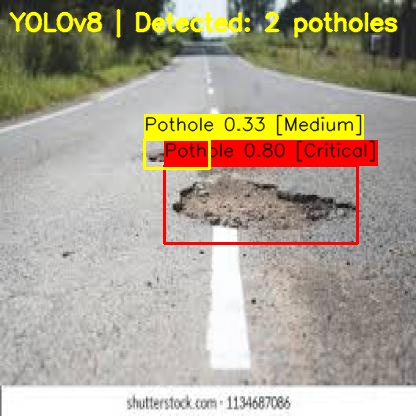 YOLOv8 | Detected: 2 potholes
Pothole 0.33 [Medium]
Pothole 0.80 [Critical]
shutterstock.com · 1134687086